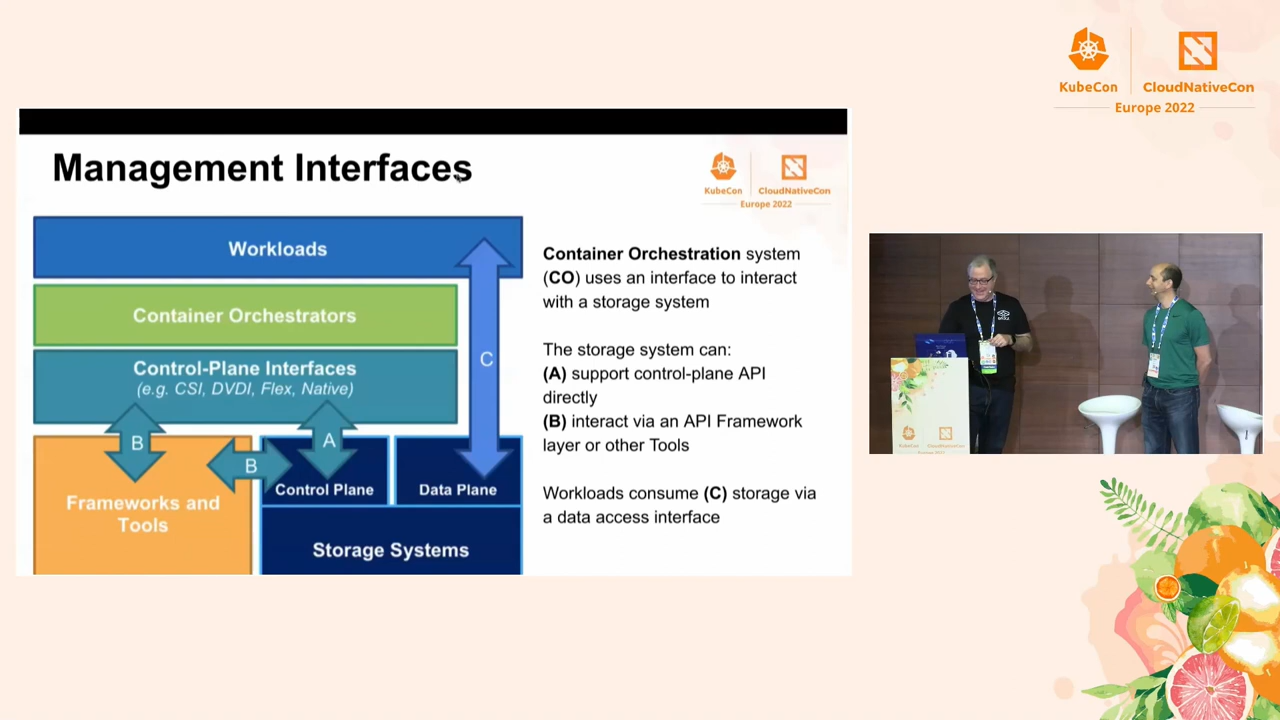 KubeCon
CloudNativeCon
Europe 2022
Management Interfaces
KubeCon
CloudNativeCon
Europe 2022
Workloads
Container Orchestrators
Control-Plane Interfaces
(e.g. CSI, DVDI, Flex, Native)
C
B
A
B
Frameworks and
Tools
Control Plane
Data Plane
Storage Systems
Container Orchestration system
(CO) uses an interface to interact
with a storage system
The storage system can:
(A) support control-plane API
directly
(B) interact via an API Framework
layer or other Tools
Workloads consume (C) storage via
a data access interface
KubeCon
CloudNativeCon